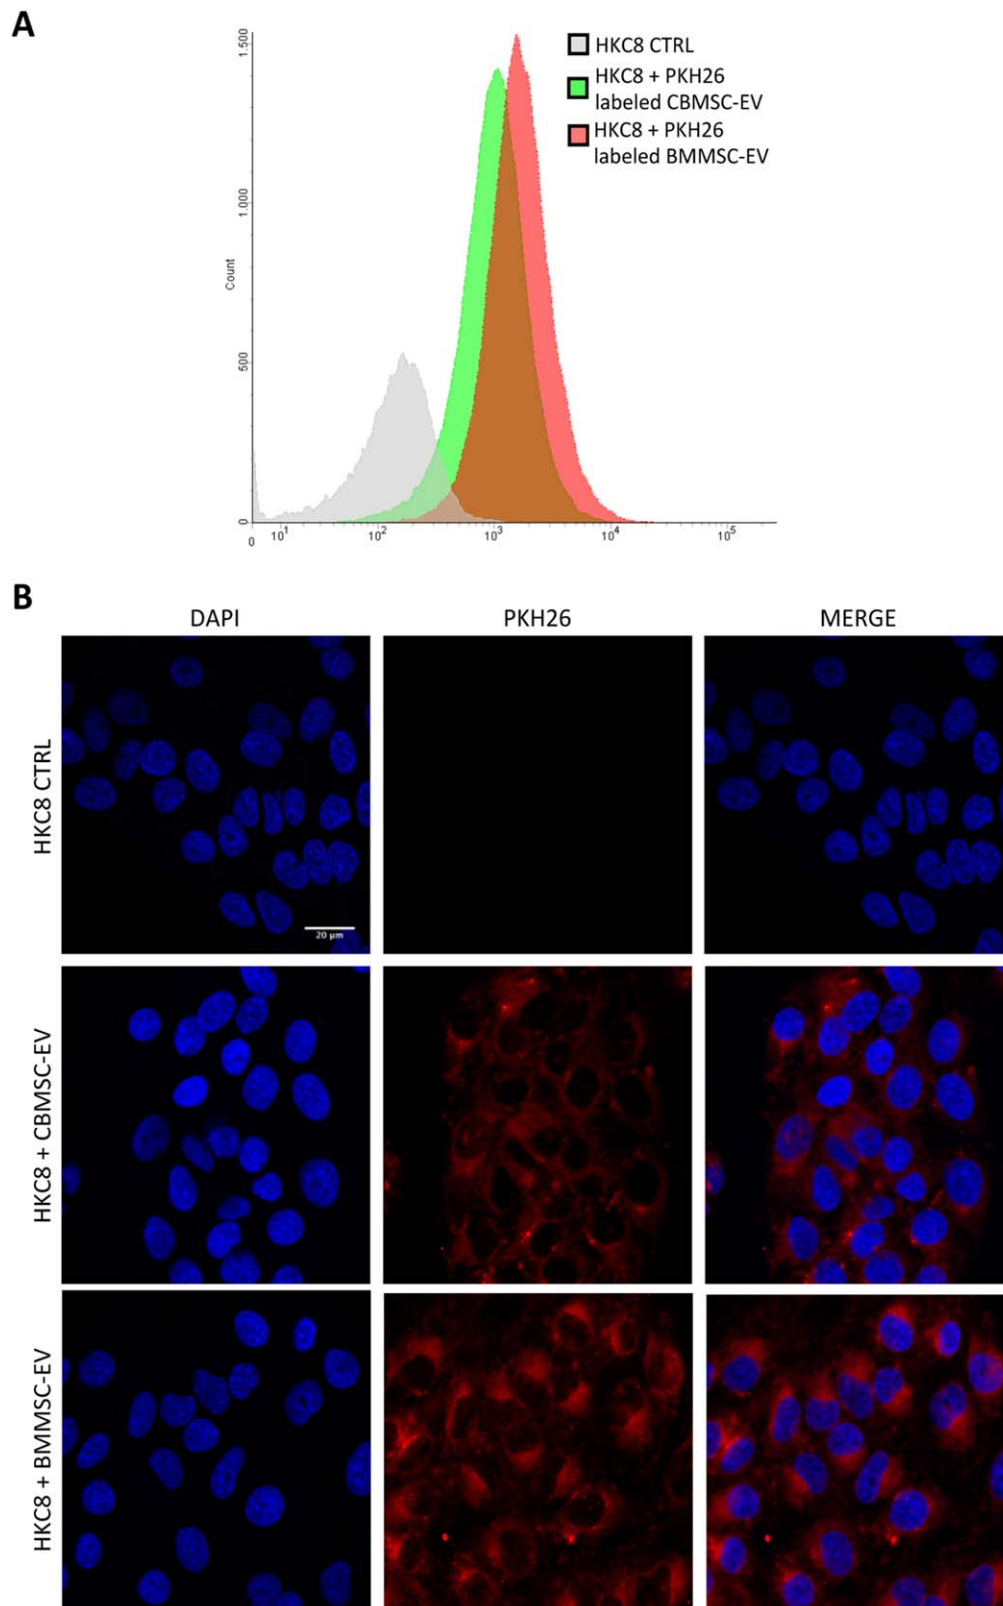 A
1.500
1.000
500
0
Count
0
10¹
10²
10³
10⁴
10⁵
HKC8 CTRL
HKC8 + PKH26
labeled CBMSC-EV
HKC8 + PKH26
labeled BMMSC-EV
B
DAPI
PKH26
MERGE
HKC8 CTRL
20 µm
HKC8 + CBMSC-EV
HKC8 + BMMSC-EV